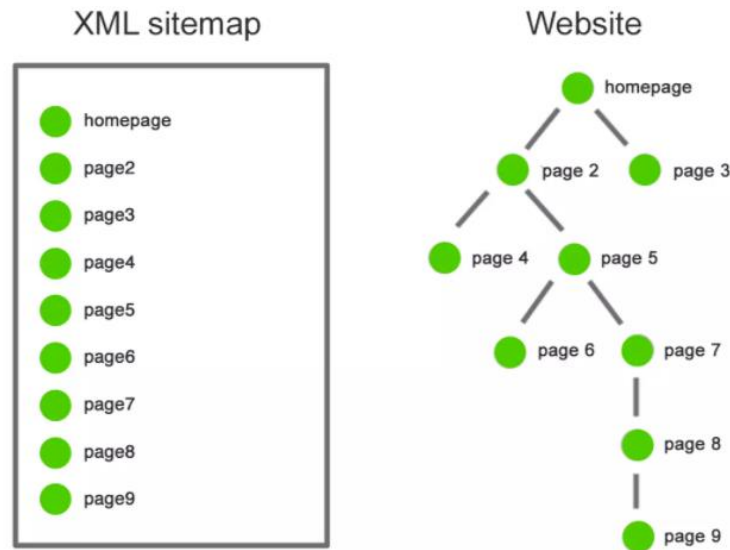 XML sitemap
homepage
page2
page3
page4
page5
page6
page7
page8
page9
Website
homepage
page 2
page 3
page 4
page 5
page 6
page 7
page 8
page 9